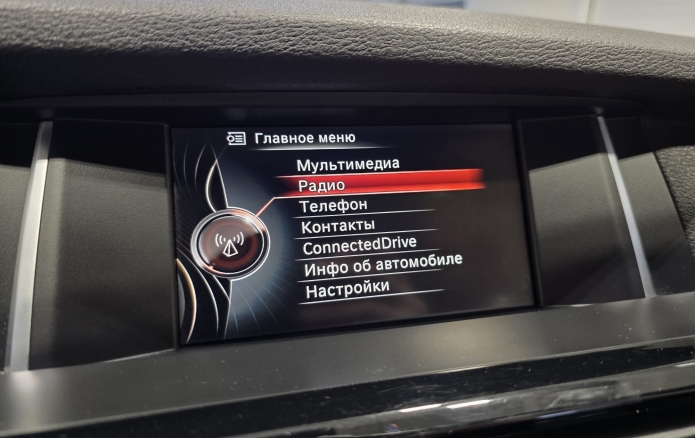 Главное меню
Мультимедиа
Радио
Телефон
Контакты
ConnectedDrive
Инфо об автомобиле
Настройки